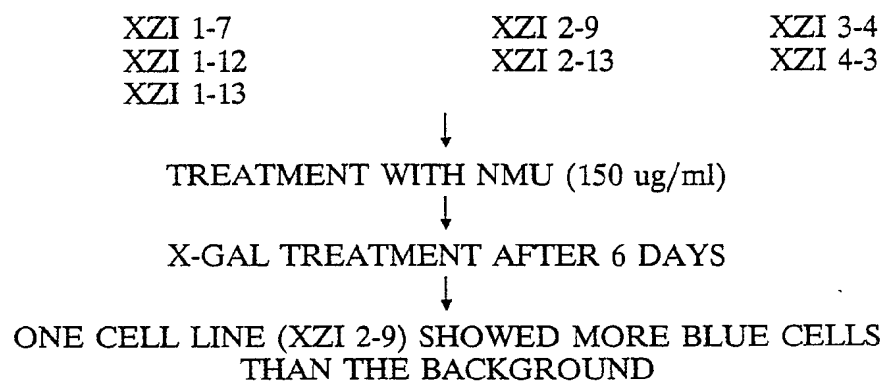 XZI 1-7 XZI 2-9 XZI 3-4
XZI 1-12 XZI 2-13 XZI 4-3
XZI 1-13
TREATMENT WITH NMU (150 ug/ml)
X-GAL TREATMENT AFTER 6 DAYS
ONE CELL LINE (XZI 2-9) SHOWED MORE BLUE CELLS
THAN THE BACKGROUND